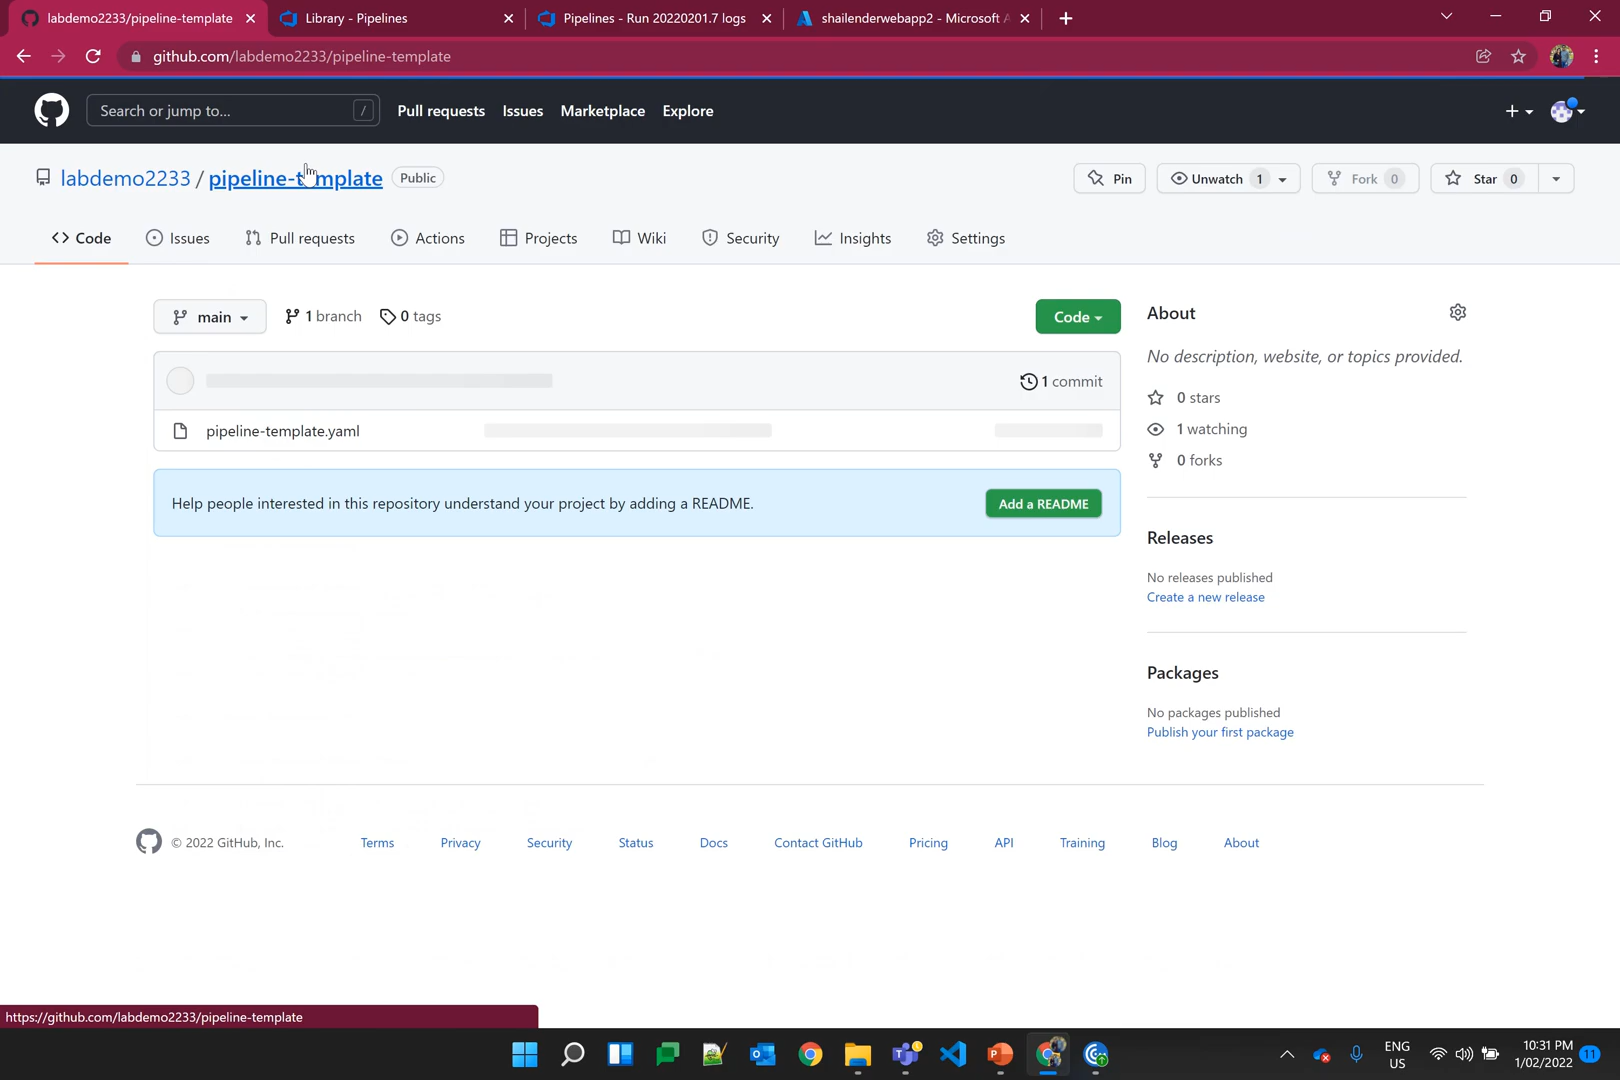 labdemo2233/pipeline-template
Library - Pipelines
Pipelines - Run 20220201.7 logs
shailenderwebapp2 - Microsoft A
github.com/labdemo2233/pipeline-template
Search or jump to...
/
Pull requests
Issues
Marketplace
Explore
labdemo2233 / pipeline-template
Public
Pin
Unwatch 1
Fork 0
Star 0
Code
Issues
Pull requests
Actions
Projects
Wiki
Security
Insights
Settings
main
1 branch
0 tags
Code
1 commit
pipeline-template.yaml
Help people interested in this repository understand your project by adding a README.
Add a README
About
No description, website, or topics provided.
0 stars
1 watching
0 forks
Releases
No releases published
Create a new release
Packages
No packages published
Publish your first package
© 2022 GitHub, Inc.
Terms
Privacy
Security
Status
Docs
Contact GitHub
Pricing
API
Training
Blog
About
https://github.com/labdemo2233/pipeline-template
ENG
US
10:31 PM
1/02/2022
11